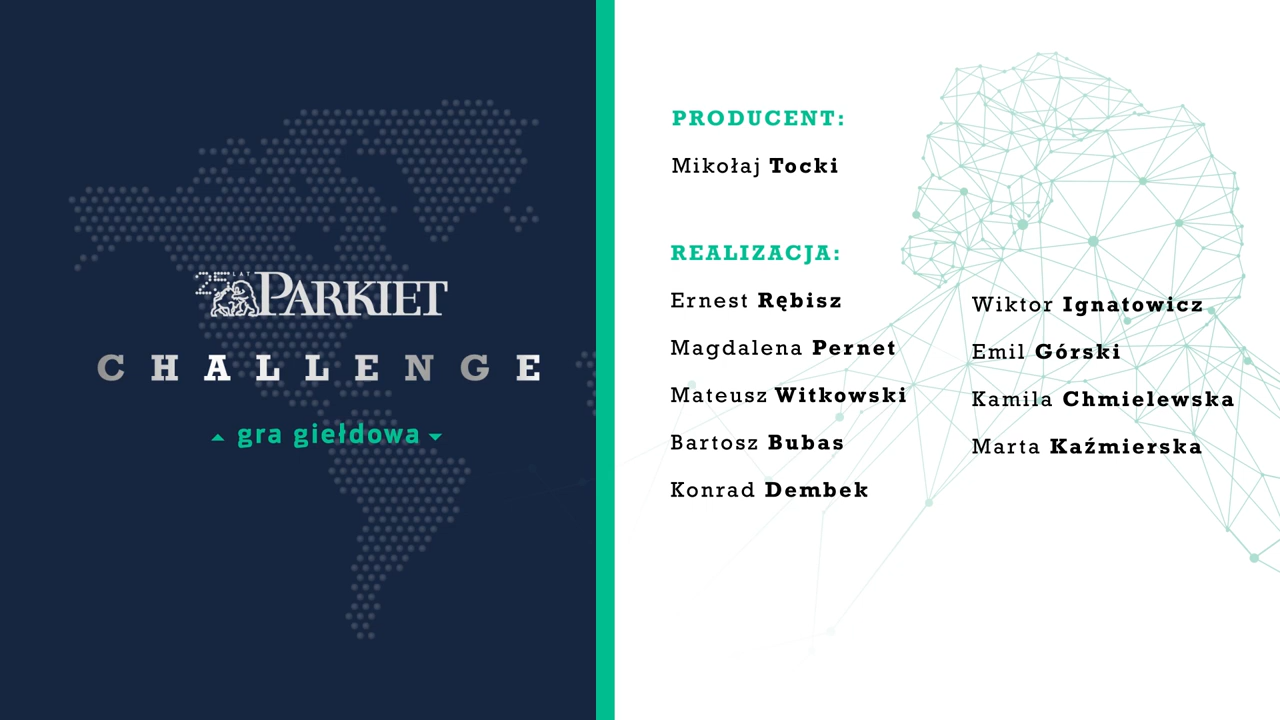 25 LAT PARKIET
CHALLENGE
gra giełdowa
PRODUCENT:
Mikołaj Tocki
REALIZACJA:
Ernest Rębisz
Magdalena Pernet
Mateusz Witkowski
Bartosz Bubas
Konrad Dembek
Wiktor Ignatowicz
Emil Górski
Kamila Chmielewska
Marta Kaźmierska